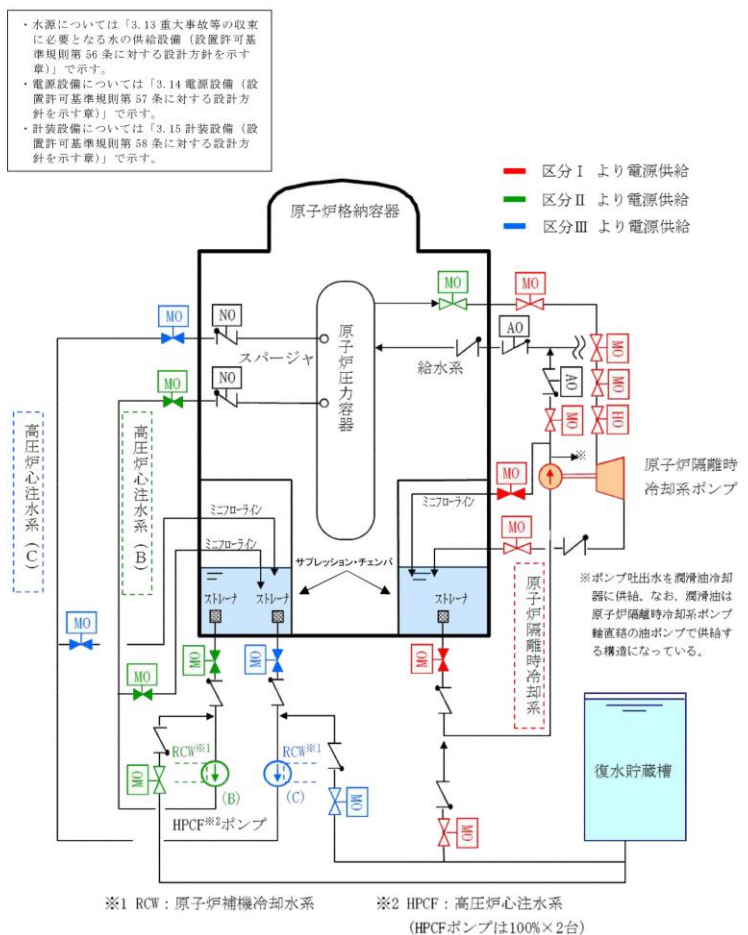 ・水源については「3.13 重大事故等の収束
に必要となる水の供給設備（設置許可基
準規則第 56 条に対する設計方針を示す
章）」で示す。
・電源設備については「3.14 電源設備（設
置許可基準規則第 57 条に対する設計方
針を示す章）」で示す。
・計装設備については「3.15 計装設備（設
置許可基準規則第 58 条に対する設計方
針を示す章）」で示す。
区分Ⅰ より電源供給
区分Ⅱ より電源供給
区分Ⅲ より電源供給
原子炉格納容器
MO
MO
MO
NO
AO
スパージャ
原子炉圧力容器
給水系
MO
MO
NO
AO
MO
MO
HO
高圧炉心注水系（C）
高圧炉心注水系（B）
※
原子炉隔離時
冷却系ポンプ
MO
ミニフローライン
ミニフローライン
ミニフローライン
MO
サプレッション・チェンバ
ストレーナ
ストレーナ
ストレーナ
原子炉隔離時冷却系
※ポンプ吐出水を潤滑油冷却
器に供給。なお、潤滑油は
原子炉隔離時冷却系ポンプ
軸直結の油ポンプで供給す
る構造になっている。
MO
MO
MO
MO
MO
RCW※1
RCW※1
MO
MO
MO
(B)
(C)
HPCF※2ポンプ
復水貯蔵槽
※1 RCW：原子炉補機冷却水系
※2 HPCF：高圧炉心注水系
(HPCFポンプは100%×2台)